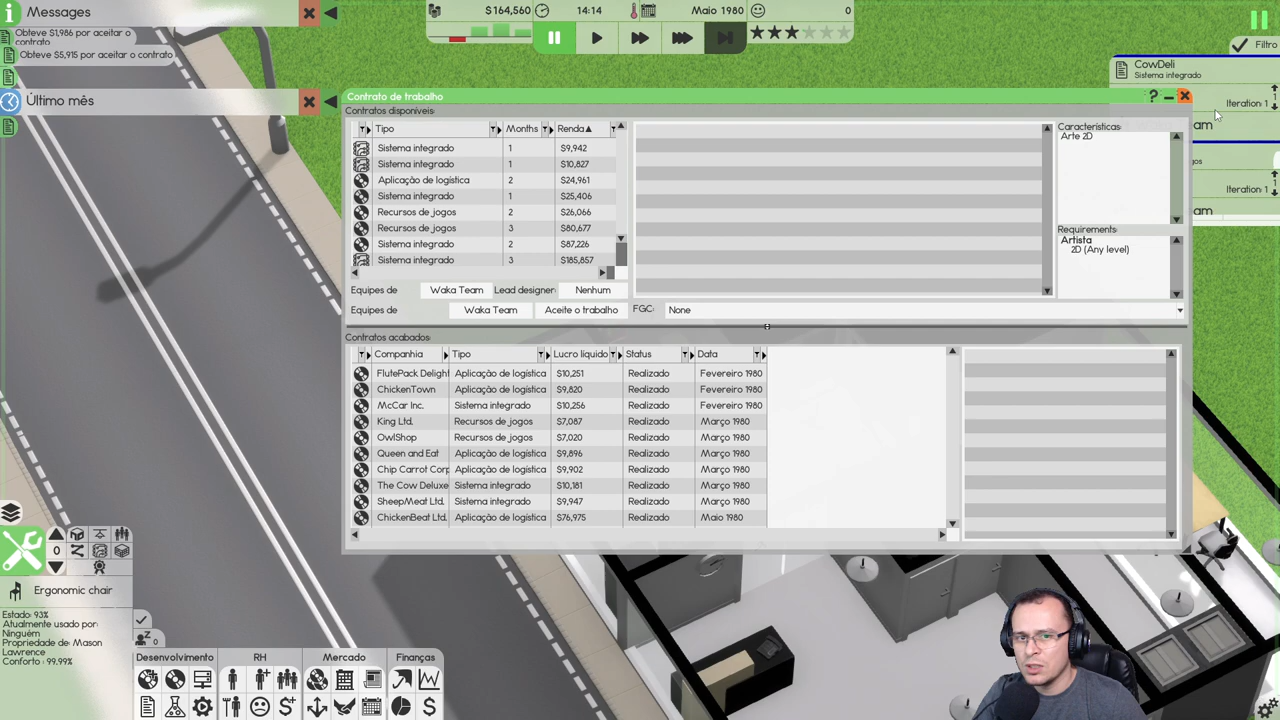 Messages
Obteve $1,986 por aceitar o
contrato
Obteve $5,915 por aceitar o contrato
Último mês
$164,560
14:14
Maio 1980
0
Filtro
CowDeli
Sistema integrado
Iteration: 1
1
am
gos
Iteration: 1
1
am
Contrato de trabalho
?
Contratos disponíveis:
Tipo Months Renda▲
Sistema integrado 1 $9,942
Sistema integrado 1 $10,827
Aplicação de logística 2 $24,961
Sistema integrado 1 $25,406
Recursos de jogos 2 $26,066
Recursos de jogos 3 $80,677
Sistema integrado 2 $87,226
Sistema integrado 3 $185,857
Características:
Arte 2D
Requirements:
Artista
2D (Any level)
Equipes de Waka Team Lead designer: Nenhum
Equipes de Waka Team Aceite o trabalho FGC: None
Contratos acabados:
Companhia Tipo Lucro líquido Status Data
FlutePack Delight Aplicação de logística $10,251 Realizado Fevereiro 1980
ChickenTown Aplicação de logística $9,820 Realizado Fevereiro 1980
McCar Inc. Sistema integrado $10,256 Realizado Fevereiro 1980
King Ltd. Recursos de jogos $7,087 Realizado Março 1980
OwlShop Recursos de jogos $7,020 Realizado Março 1980
Queen and Eat Aplicação de logística $9,896 Realizado Março 1980
Chip Carrot Corp Aplicação de logística $9,902 Realizado Março 1980
The Cow Deluxe Sistema integrado $10,181 Realizado Março 1980
SheepMeat Ltd. Sistema integrado $9,947 Realizado Março 1980
ChickenBeat Ltd. Aplicação de logística $76,975 Realizado Maio 1980
0
Ergonomic chair
Estado: 93%
Atualmente usado por:
Ninguém
Propriedade de: Mason
Lawrence
Conforto : 99.99%
Z 0
Desenvolvimento RH Mercado Finanças